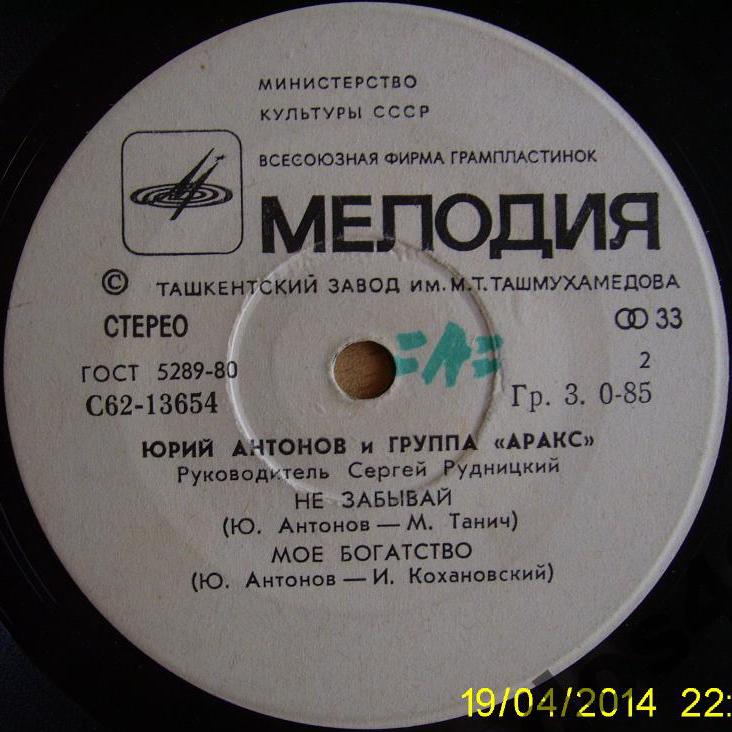 МИНИСТЕРСТВО
КУЛЬТУРЫ СССР
ВСЕСОЮЗНАЯ ФИРМА ГРАМПЛАСТИНОК
МЕЛОДИЯ
© ТАШКЕНТСКИЙ ЗАВОД ИМ. М.Т. ТАШМУХАМЕДОВА
СТЕРЕО 33
ГОСТ 5289-80 2
С62-13654 Гр. 3. 0-85
ЮРИЙ АНТОНОВ и ГРУППА «АРАКС»
Руководитель Сергей Рудницкий
НЕ ЗАБЫВАЙ
(Ю. Антонов — М. Танич)
МОЕ БОГАТСТВО
(Ю. Антонов — И. Кохановский)
19/04/2014 22: